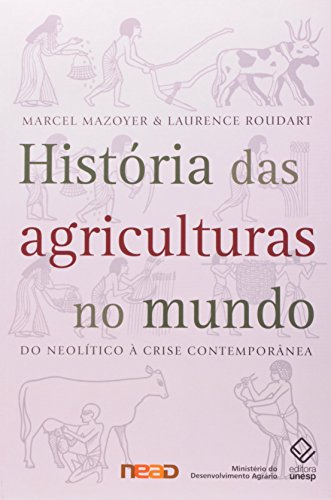 MARCEL MAZOYER & LAURENCE ROUDART
História das
agriculturas
no mundo
DO NEOLÍTICO À CRISE CONTEMPORÂNEA
nead
Ministério do
Desenvolvimento Agrário
editora
unesp